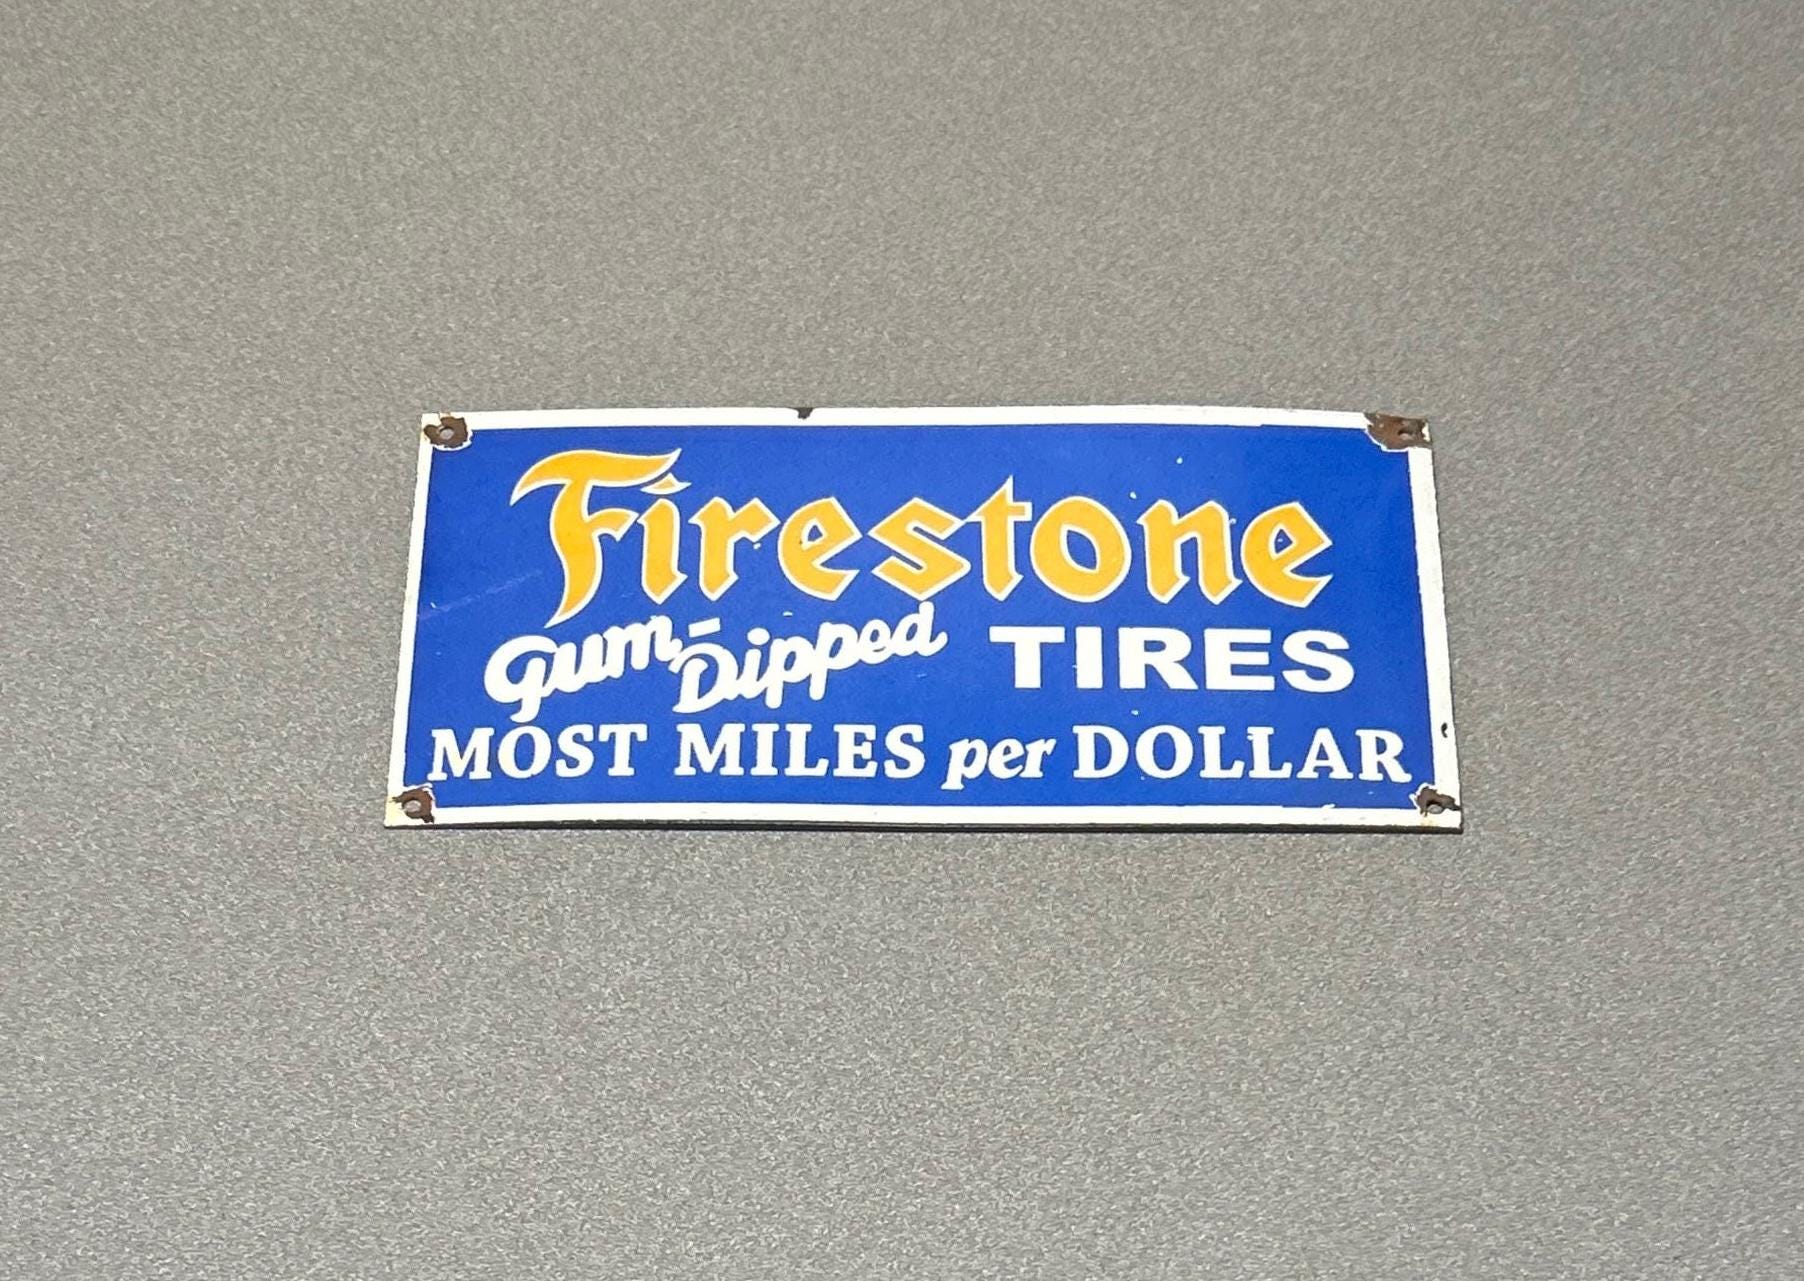 Firestone
Gum-Dipped TIRES
MOST MILES per DOLLAR